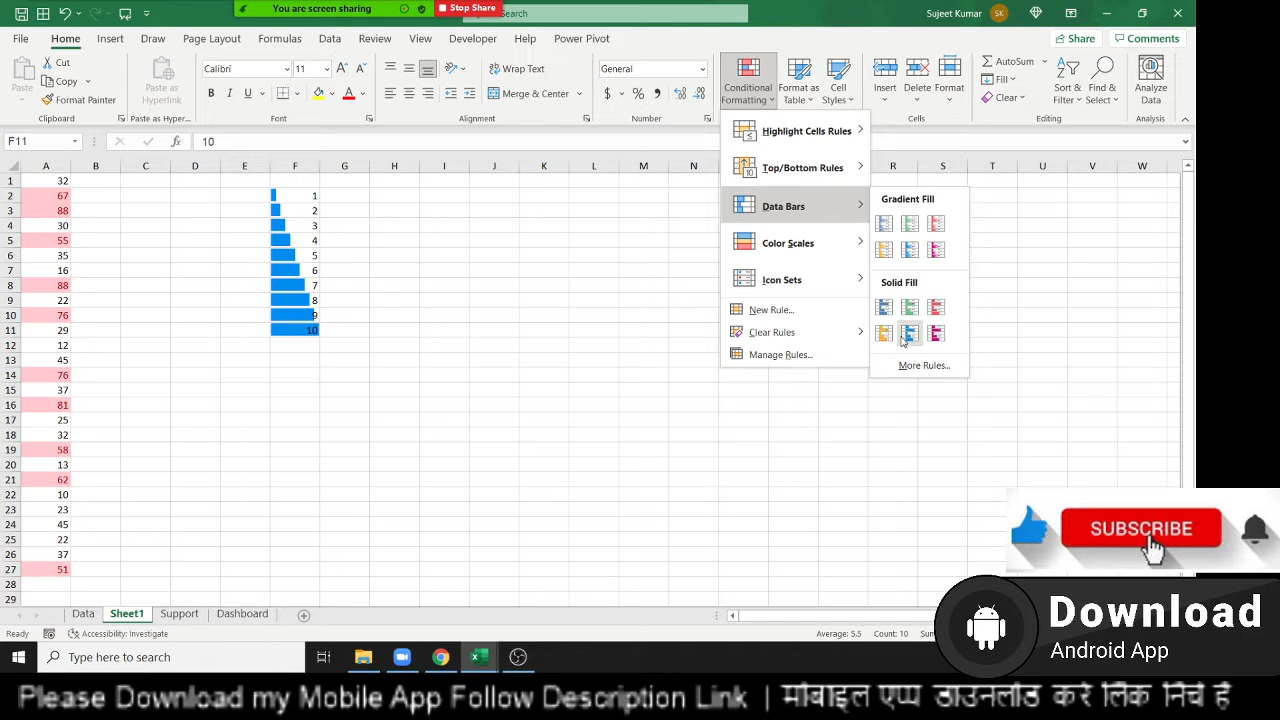 You are screen sharing
Stop Share
Search
Sujeet Kumar
SK
File Home Insert Draw Page Layout Formulas Data Review View Developer Help Power Pivot
Share Comments
Paste
Cut
Copy
Format Painter
Clipboard
Paste as Hyperlink
Paste as Hyper...
Calibri
11
B I U
Font
Wrap Text
Merge & Center
Alignment
General
$ %
Number
Conditional Formatting
Format as Table
Cell Styles
Insert Delete Format
Cells
AutoSum
Fill
Clear
Sort & Filter
Find & Select
Editing
Analyze Data
Analysis
F11
fx
10
Highlight Cells Rules
Top/Bottom Rules
Data Bars
Color Scales
Icon Sets
New Rule...
Clear Rules
Manage Rules...
Gradient Fill
Solid Fill
More Rules...
A B C D E F G H I J K L M N R S T U V W
1 32
2 67 1
3 88 2
4 30 3
5 55 4
6 35 5
7 16 6
8 88 7
9 22 8
10 76 9
11 29 10
12 12
13 45
14 76
15 37
16 81
17 25
18 32
19 58
20 13
21 62
22 10
23 23
24 45
25 22
26 37
27 51
28
29
Data Sheet1 Support Dashboard
Ready
Accessibility: Investigate
Average: 5.5 Count: 10
SUBSCRIBE
Download
Android App
Type here to search
Please Download my Mobile App Follow Description Link | मोबाइल एप्प डाउनलोड करे लिंक निचे है